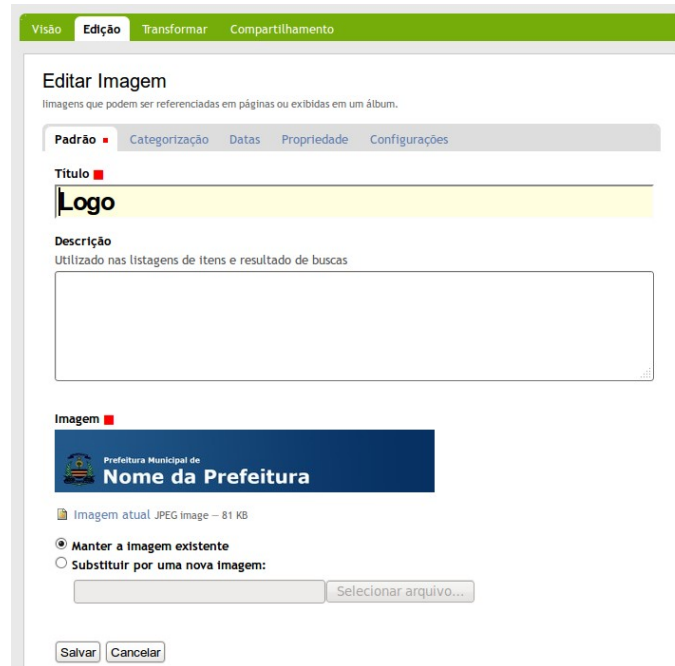 Visão Edição Transformar Compartilhamento
Editar Imagem
Iimagens que podem ser referenciadas em páginas ou exibidas em um álbum.
Padrão Categorização Datas Propriedade Configurações
Título
Logo
Descrição
Utilizado nas listagens de itens e resultado de buscas
Imagem
Prefeitura Municipal de
Nome da Prefeitura
Imagem atual JPEG image — 81 KB
Manter a imagem existente
Substituir por uma nova imagem:
Selecionar arquivo...
Salvar Cancelar